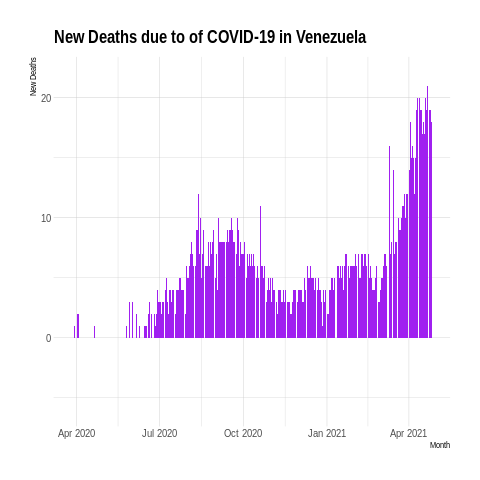 New Deaths due to of COVID-19 in Venezuela
New Deaths
20
10
0
Apr 2020 Jul 2020 Oct 2020 Jan 2021 Apr 2021
Month